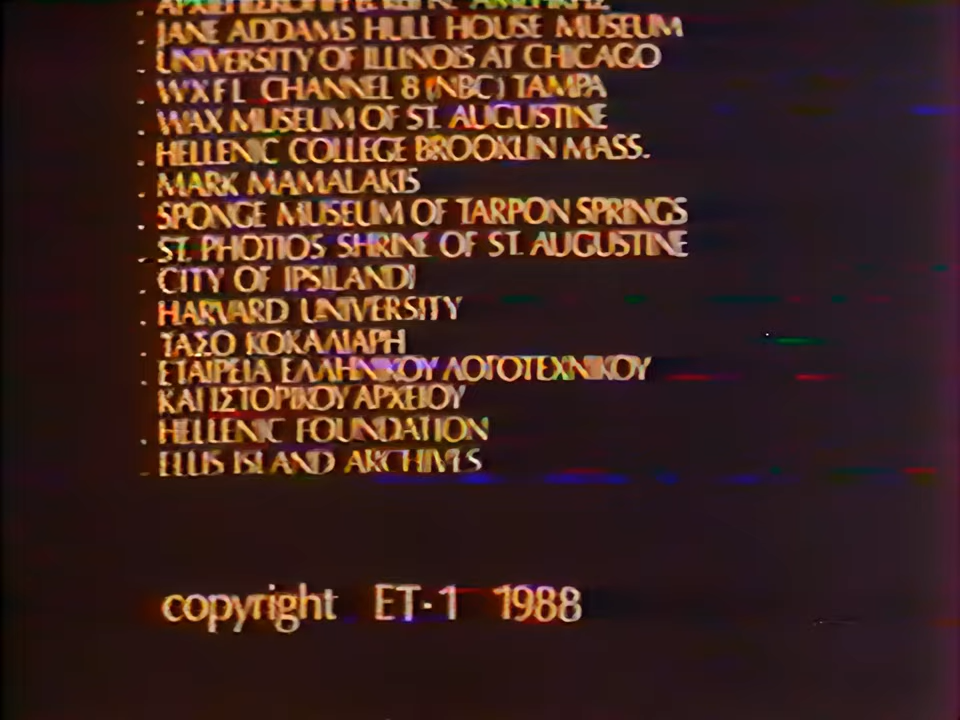 . JANE ADDAMS HULL HOUSE MUSEUM
. UNIVERSITY OF ILLINOIS AT CHICAGO
. WXFL CHANNEL 8 (NBC) TAMPA
. WAX MUSEUM OF ST. AUGUSTINE
. HELLENIC COLLEGE BROOKLIN MASS.
. MARK MAMALAKIS
. SPONGE MUSEUM OF TARPON SPRINGS
. ST. PHOTIOS SHRINE OF ST. AUGUSTINE
. CITY OF IPSILANDI
. HARVARD UNIVERSITY
. ΤΑΣΟ ΚΟΚΑΛΙΑΡΗ
. ΕΤΑΙΡΕΙΑ ΕΛΛΗΝΙΚΟΥ ΛΟΓΟΤΕΧΝΙΚΟΥ
ΚΑΙ ΙΣΤΟΡΙΚΟΥ ΑΡΧΕΙΟΥ
. HELLENIC FOUNDATION
. ELLIS ISLAND ARCHIVES
copyright ET·1 1988